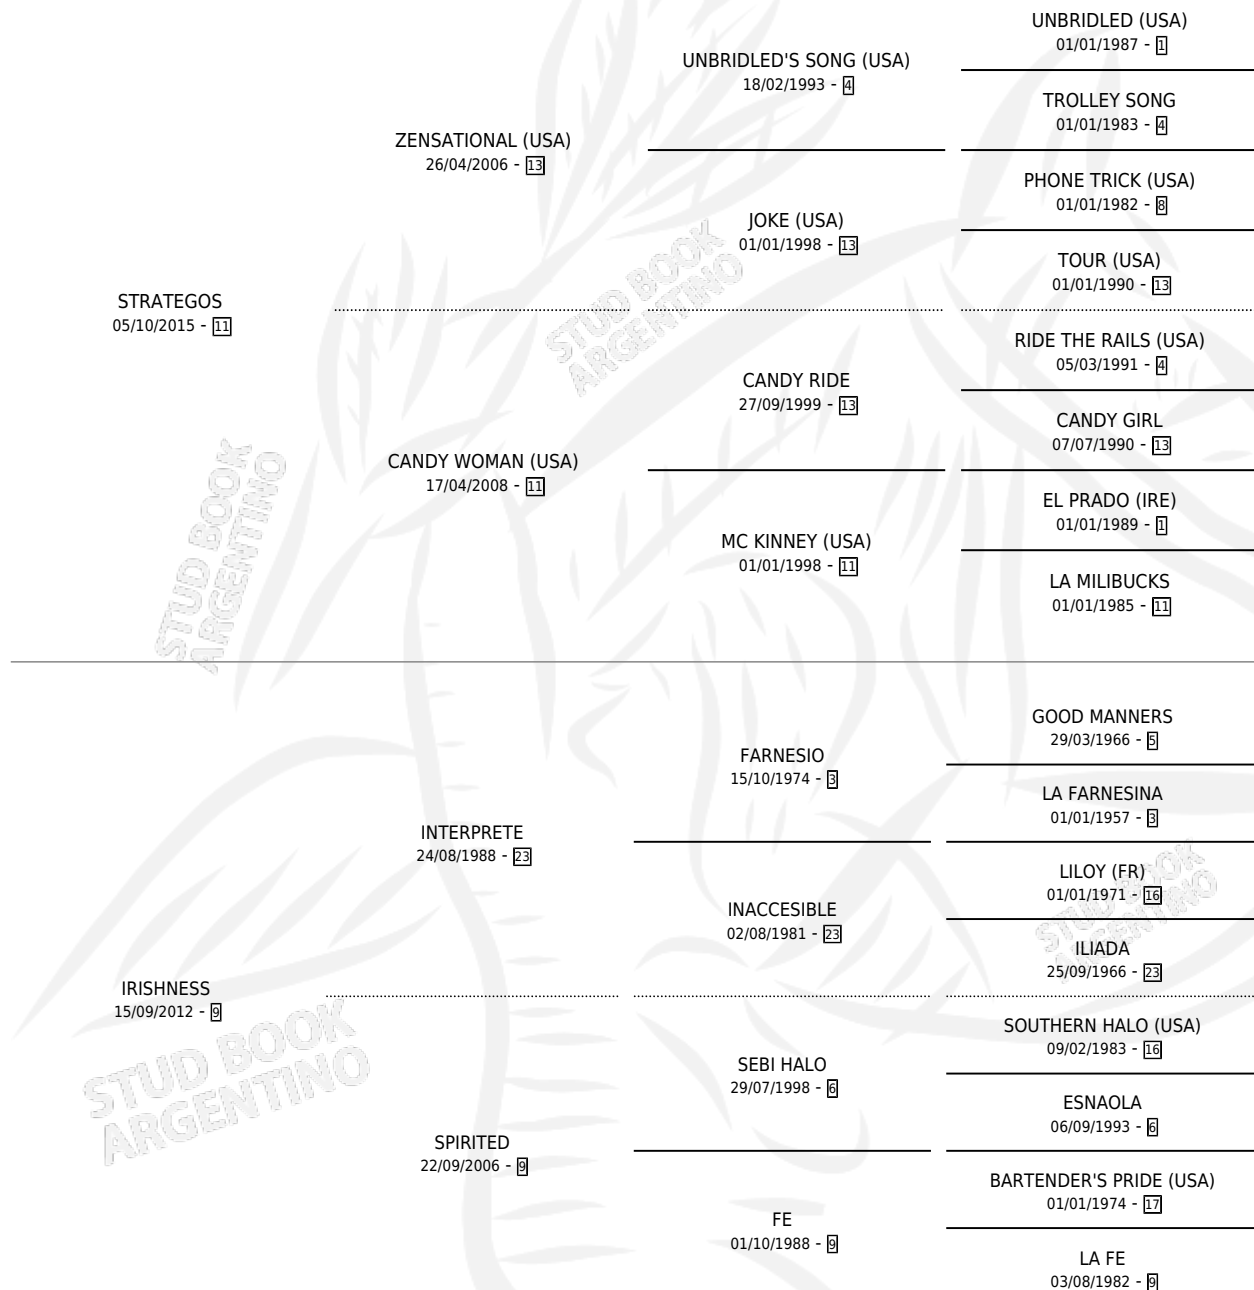 UNBRIDLED (USA)
01/01/1987 - 1
UNBRIDLED'S SONG (USA)
18/02/1993 - 4
TROLLEY SONG
01/01/1983 - 4
ZENSATIONAL (USA)
26/04/2006 - 13
PHONE TRICK (USA)
01/01/1982 - 8
JOKE (USA)
01/01/1998 - 13
TOUR (USA)
01/01/1990 - 13
STRATEGOS
05/10/2015 - 11
RIDE THE RAILS (USA)
05/03/1991 - 4
CANDY RIDE
27/09/1999 - 13
CANDY GIRL
07/07/1990 - 13
CANDY WOMAN (USA)
17/04/2008 - 11
EL PRADO (IRE)
01/01/1989 - 1
MC KINNEY (USA)
01/01/1998 - 11
LA MILIBUCKS
01/01/1985 - 11
GOOD MANNERS
29/03/1966 - 5
FARNESIO
15/10/1974 - 3
LA FARNESINA
01/01/1957 - 3
INTERPRETE
24/08/1988 - 23
LILOY (FR)
01/01/1971 - 16
INACCESIBLE
02/08/1981 - 23
ILIADA
25/09/1966 - 23
IRISHNESS
15/09/2012 - 9
SOUTHERN HALO (USA)
09/02/1983 - 16
SEBI HALO
29/07/1998 - 6
ESNAOLA
06/09/1993 - 6
SPIRITED
22/09/2006 - 9
BARTENDER'S PRIDE (USA)
01/01/1974 - 17
FE
01/10/1988 - 9
LA FE
03/08/1982 - 9
STUD BOOK
ARGENTINO
STUD BOOK
ARGENTINO
STUD BOOK
ARGENTINO
STUD BOOK
ARGENTINO